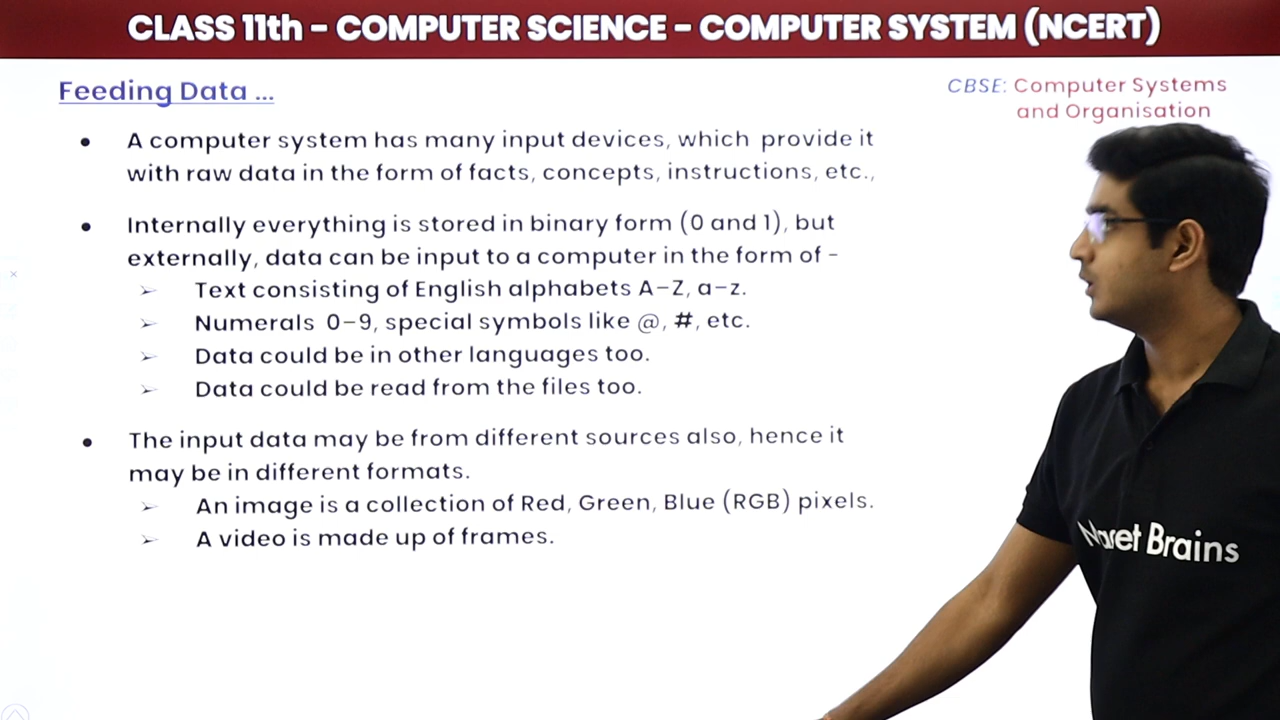 CLASS 11th - COMPUTER SCIENCE - COMPUTER SYSTEM (NCERT)
Feeding Data ...
CBSE: Computer Systems
and Organisation
• A computer system has many input devices, which provide it
with raw data in the form of facts, concepts, instructions, etc.,
• Internally everything is stored in binary form (0 and 1), but
externally, data can be input to a computer in the form of -
➢ Text consisting of English alphabets A-Z, a-z.
➢ Numerals 0-9, special symbols like @, #, etc.
➢ Data could be in other languages too.
➢ Data could be read from the files too.
• The input data may be from different sources also, hence it
may be in different formats.
➢ An image is a collection of Red, Green, Blue (RGB) pixels.
➢ A video is made up of frames.
Brains